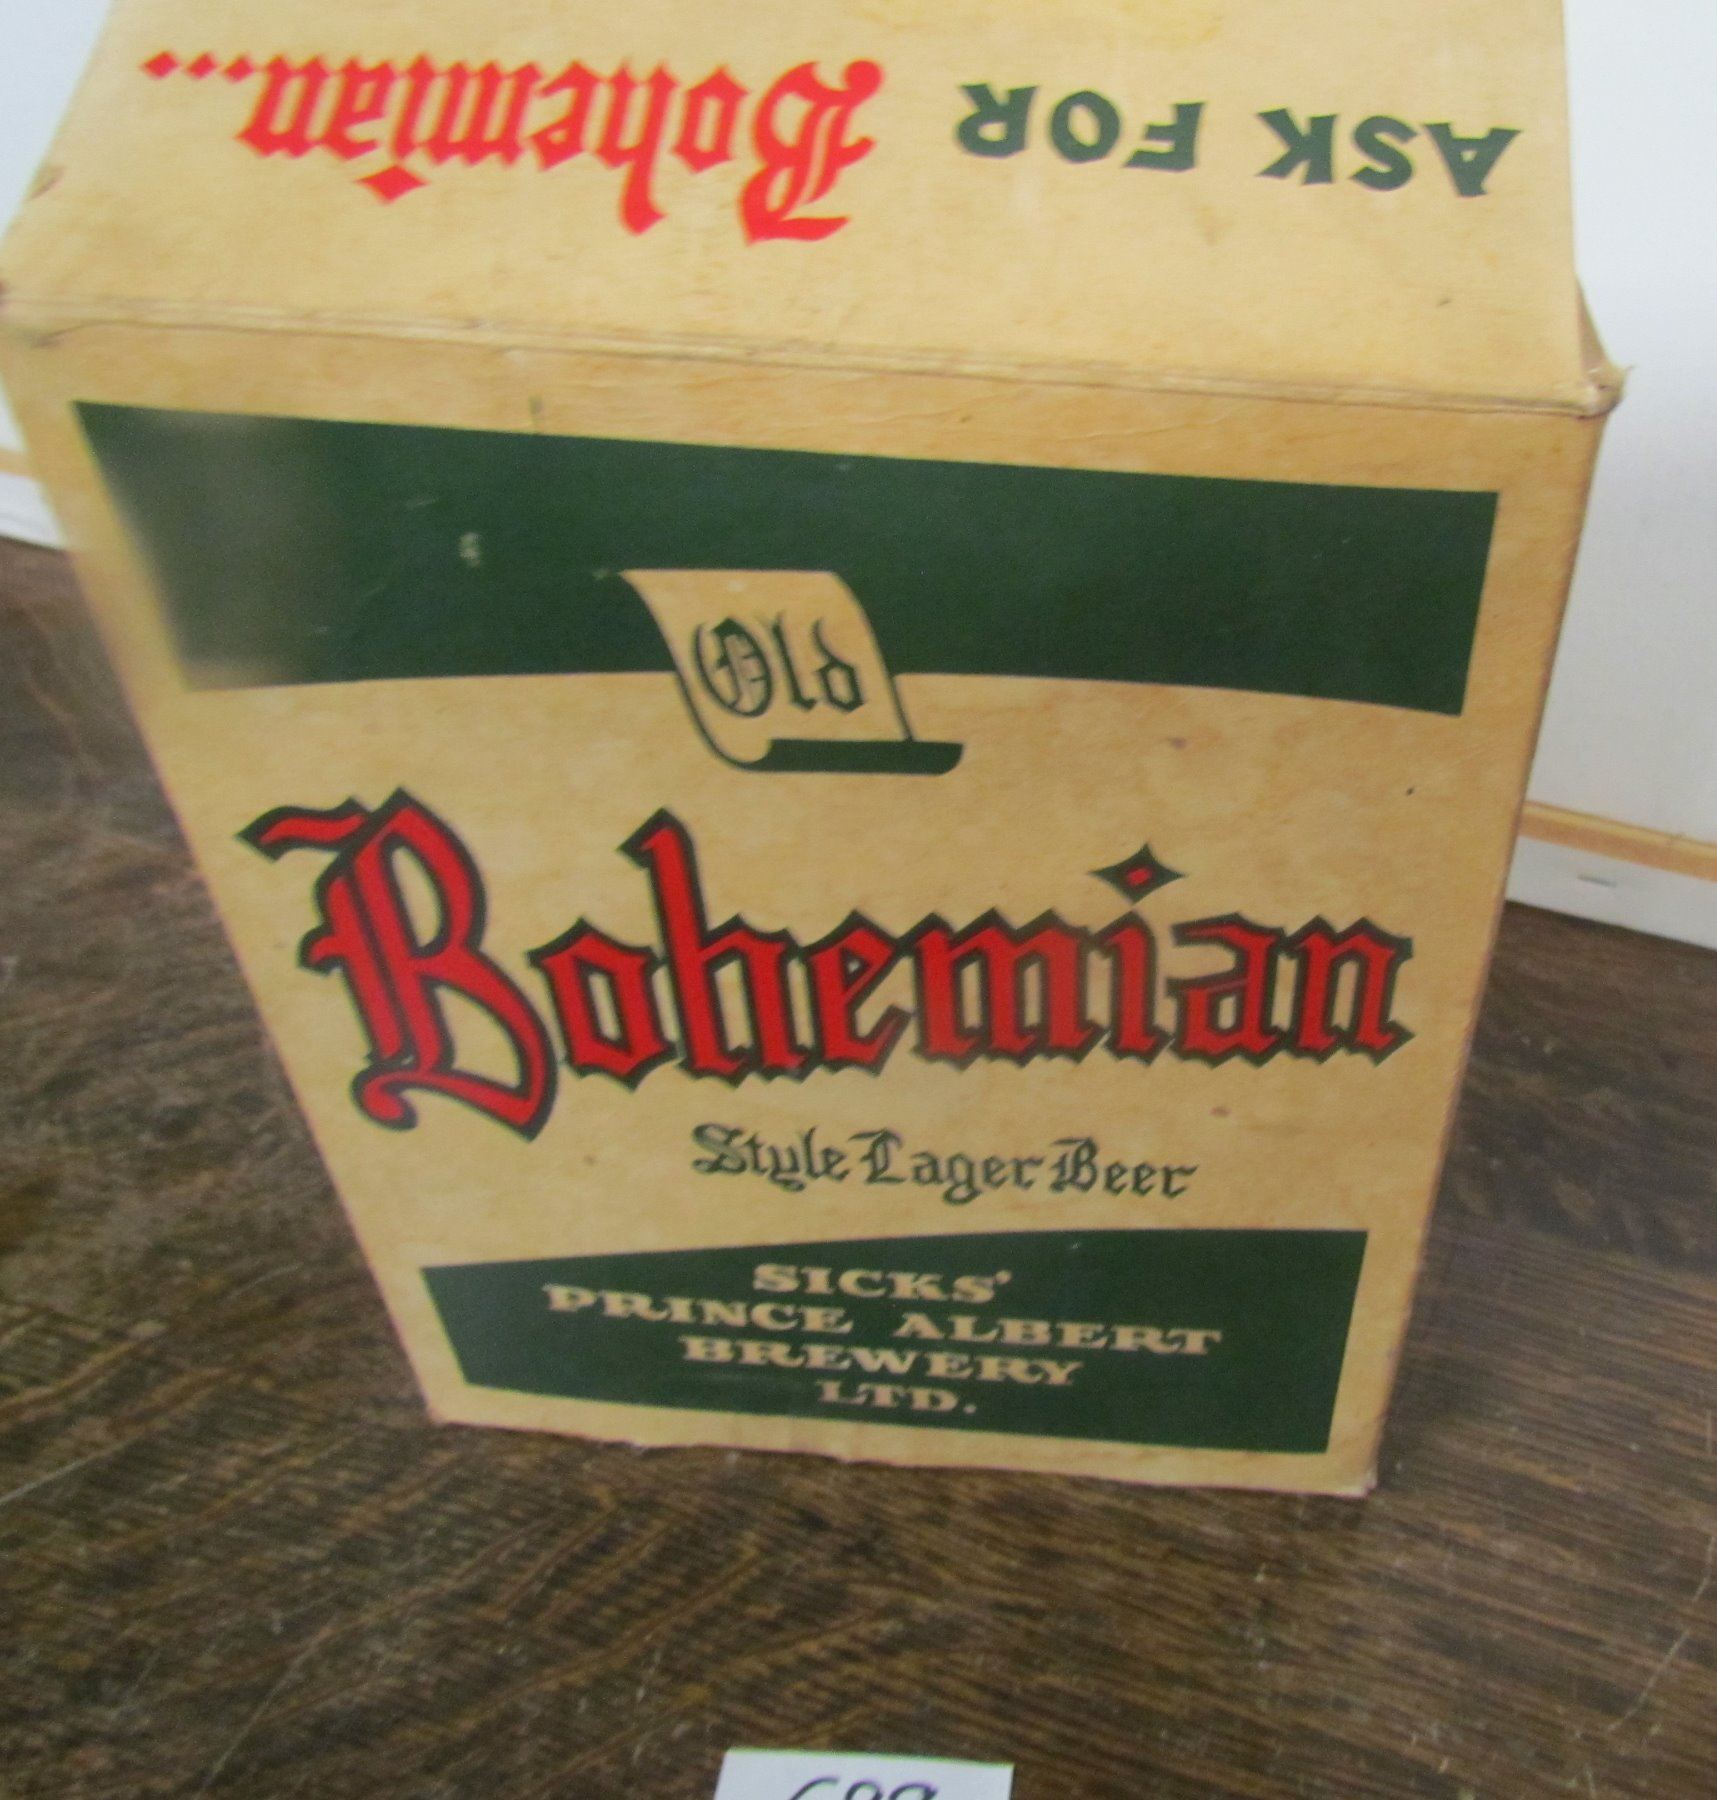 ASK FOR Bohemian...
Old
Bohemian
Style Lager Beer
SICKS'
PRINCE ALBERT
BREWERY
LTD.